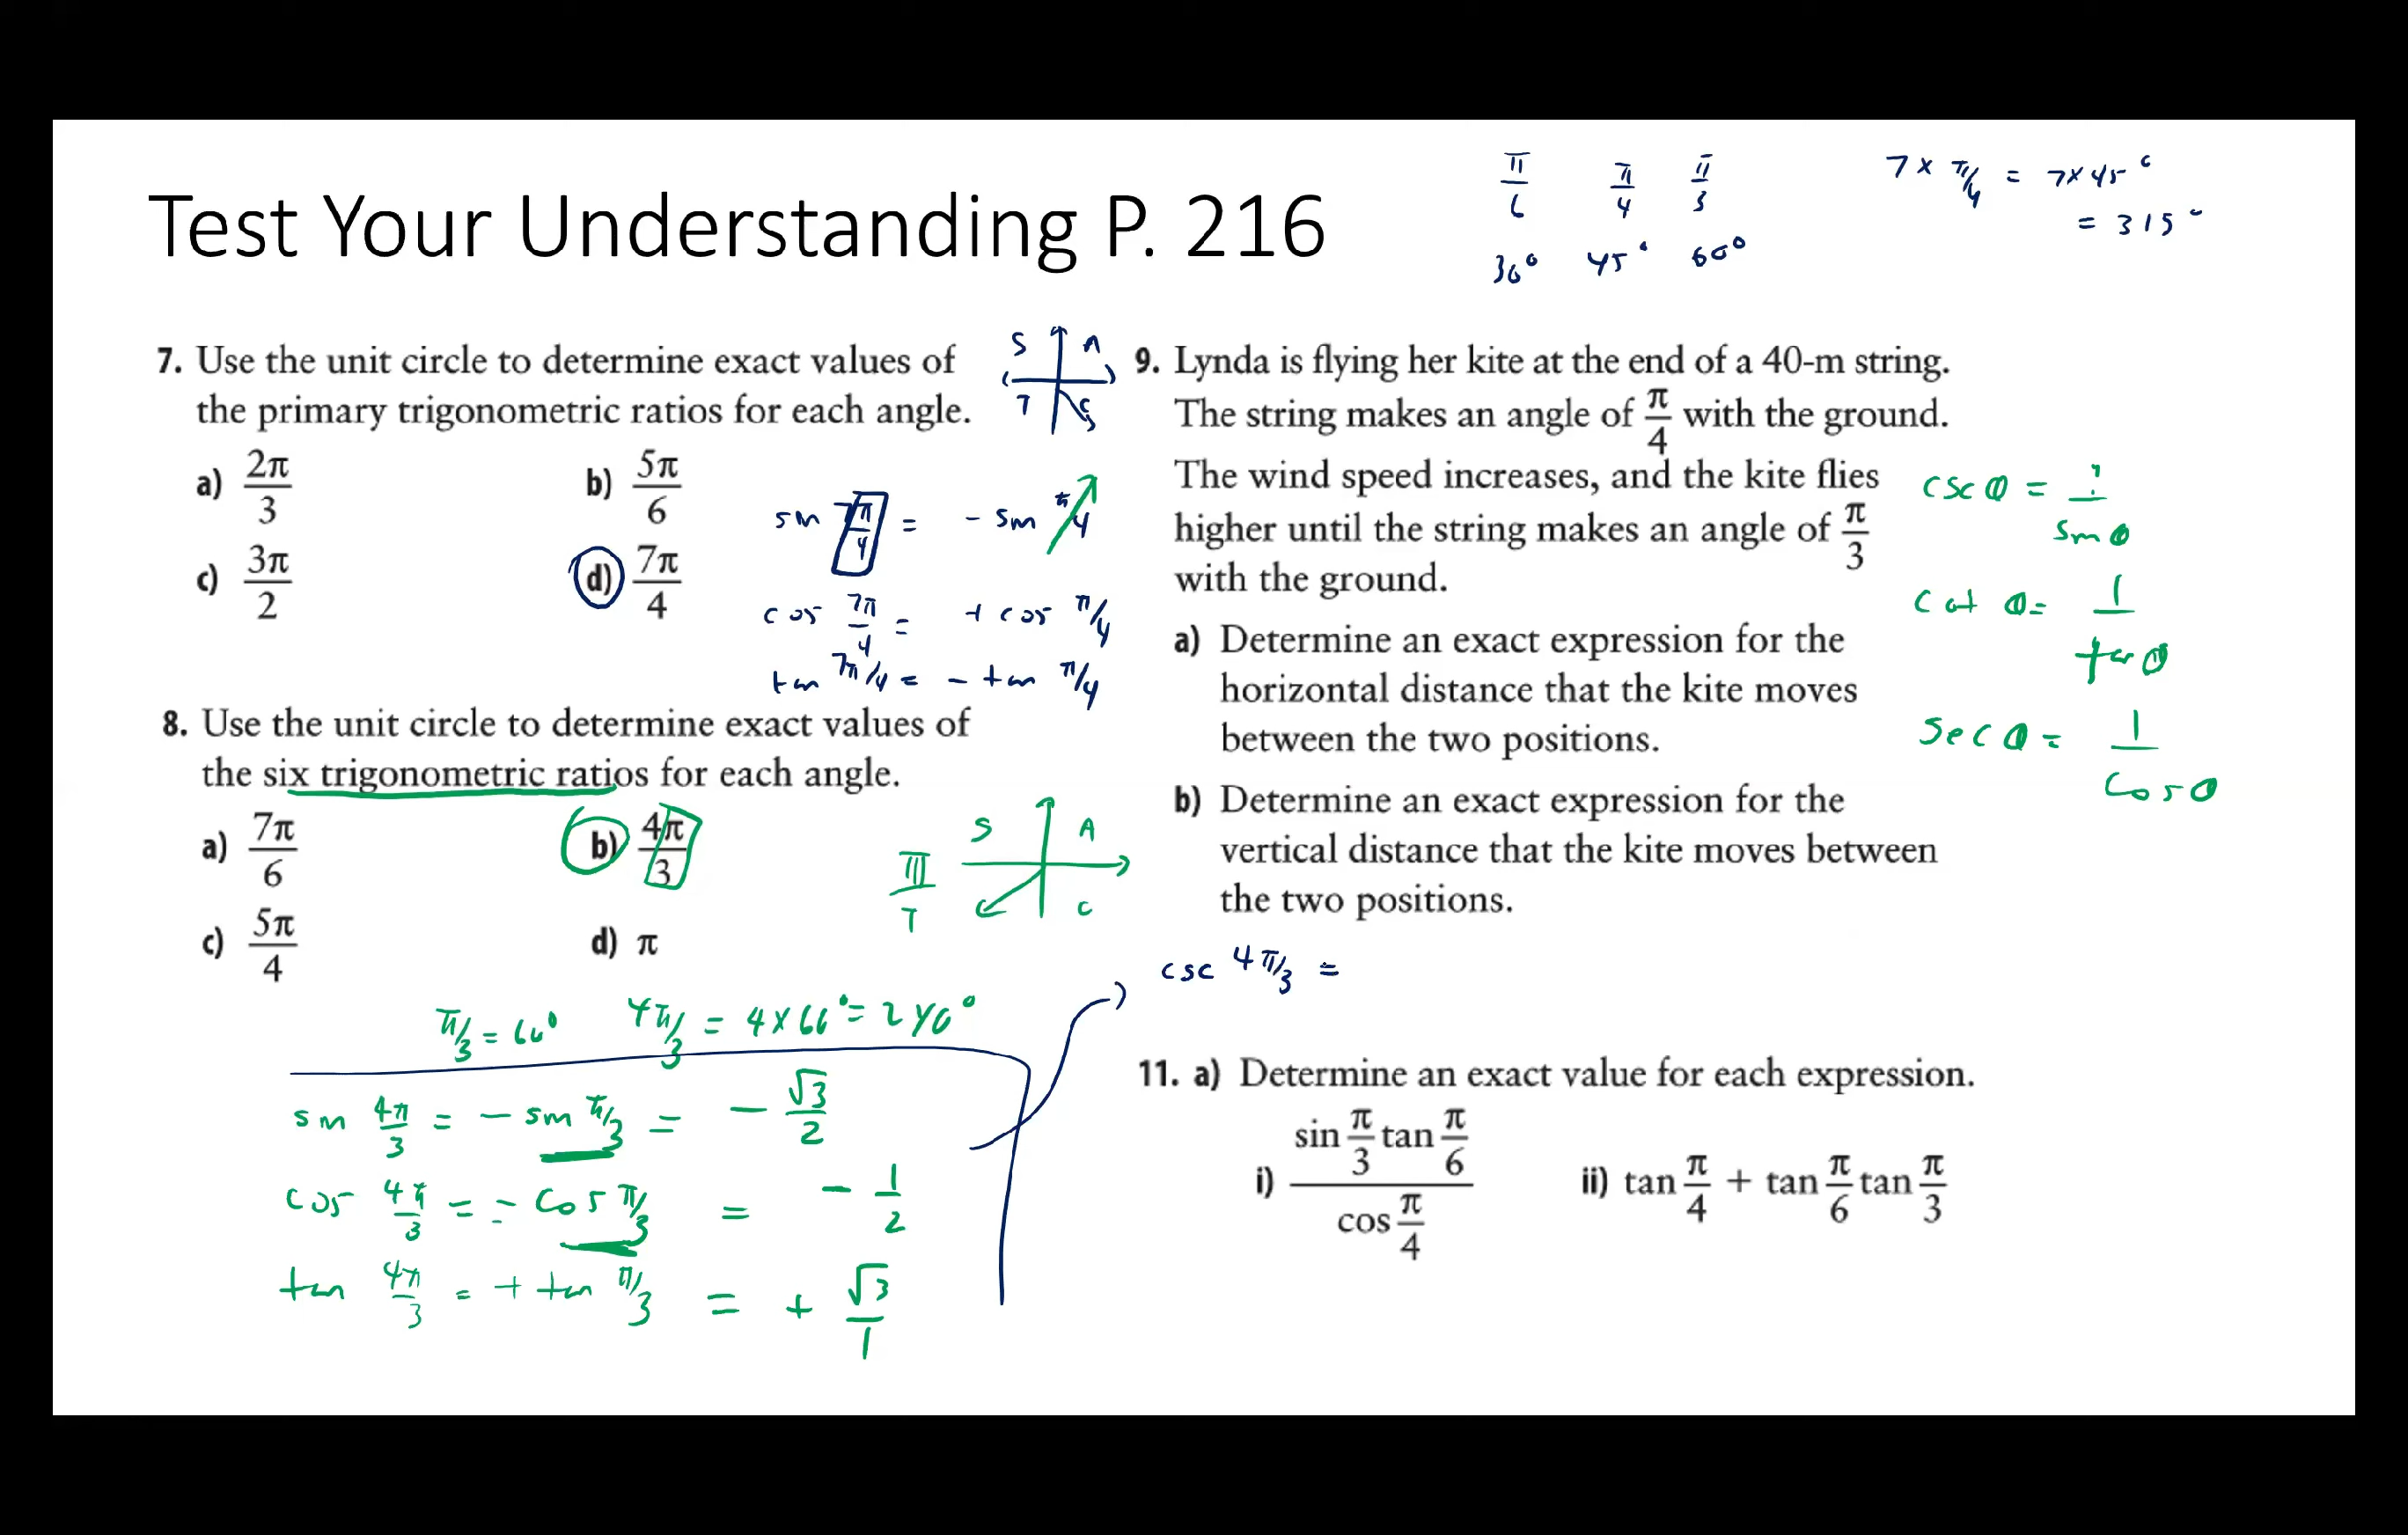 Test Your Understanding P. 216
π/6 π/4 π/3
30° 45° 60°
7 × π/4 = 7×45°
= 315°
7. Use the unit circle to determine exact values of
the primary trigonometric ratios for each angle.
S A
T C
a) 2π/3 b) 5π/6
c) 3π/2 d) 7π/4
sin 7π/4 = - sin π/4
cos 7π/4 = + cos π/4
tan 7π/4 = - tan π/4
8. Use the unit circle to determine exact values of
the six trigonometric ratios for each angle.
a) 7π/6 b) 4π/3
c) 5π/4 d) π
S A
III
T C
π/3 = 60° 4π/3 = 4×60° = 240°
sin 4π/3 = - sin π/3 = - √3/2
cos 4π/3 = - cos π/3 = - 1/2
tan 4π/3 = + tan π/3 = + √3/1
9. Lynda is flying her kite at the end of a 40-m string.
The string makes an angle of π/4 with the ground.
The wind speed increases, and the kite flies
higher until the string makes an angle of π/3
with the ground.
a) Determine an exact expression for the
horizontal distance that the kite moves
between the two positions.
b) Determine an exact expression for the
vertical distance that the kite moves between
the two positions.
csc θ = 1/sin θ
cot θ = 1/tan θ
sec θ = 1/cos θ
csc 4π/3 =
11. a) Determine an exact value for each expression.
i) (sin π/3 tan π/6)/(cos π/4) ii) tan π/4 + tan π/6 tan π/3